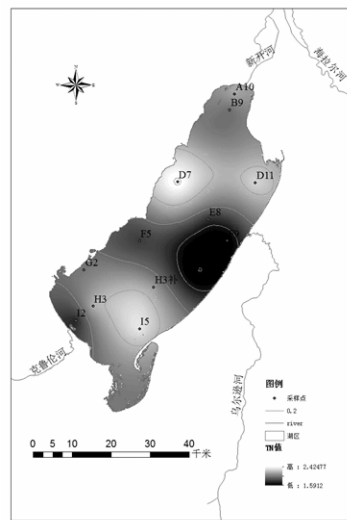 N
新开河
海拉尔河
A10
B9
D7
D11
E8
F5
G2
H3补
H3
I2
I5
克鲁伦河
乌尔逊河
图例
采样点
0.2
river
湖区
TN值
高 : 2.42477
低 : 1.5912
0 5 10 20 30 40
千米